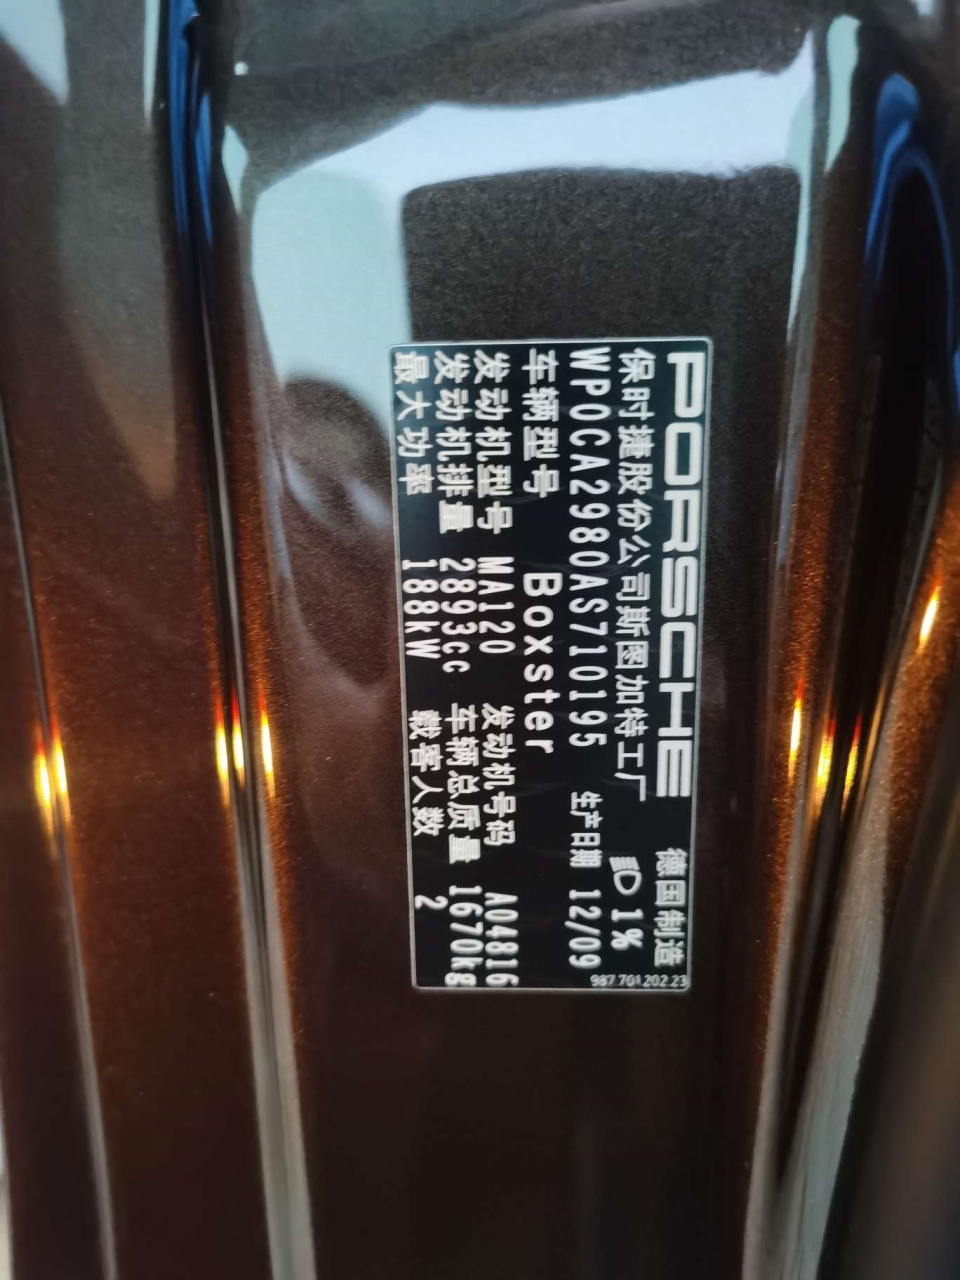 PORSCHE 德国制造
保时捷股份公司斯图加特工厂 1%
WP0CA2980AS710195 生产日期 12/09
车辆型号 Boxster
发动机型号 MA120 发动机号码 A04816
发动机排量 2893cc 车辆总质量 1670kg
最大功率 188kW 载客人数 2
987.701.202.23